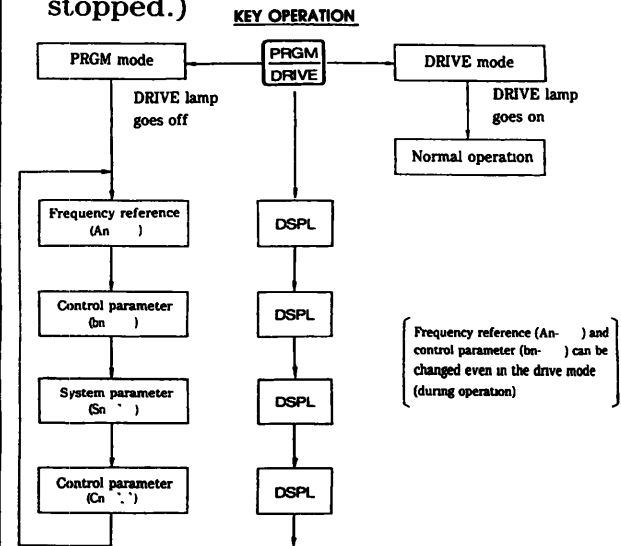 stopped.)
KEY OPERATION
PRGM mode
PRGM
DRIVE
DRIVE mode
DRIVE lamp
goes off
DRIVE lamp
goes on
Normal operation
Frequency reference
(An )
DSPL
Control parameter
(bn )
DSPL
Frequency reference (An- ) and
control parameter (bn- ) can be
changed even in the drive mode
(during operation)
System parameter
(Sn )
DSPL
Control parameter
(Cn )
DSPL